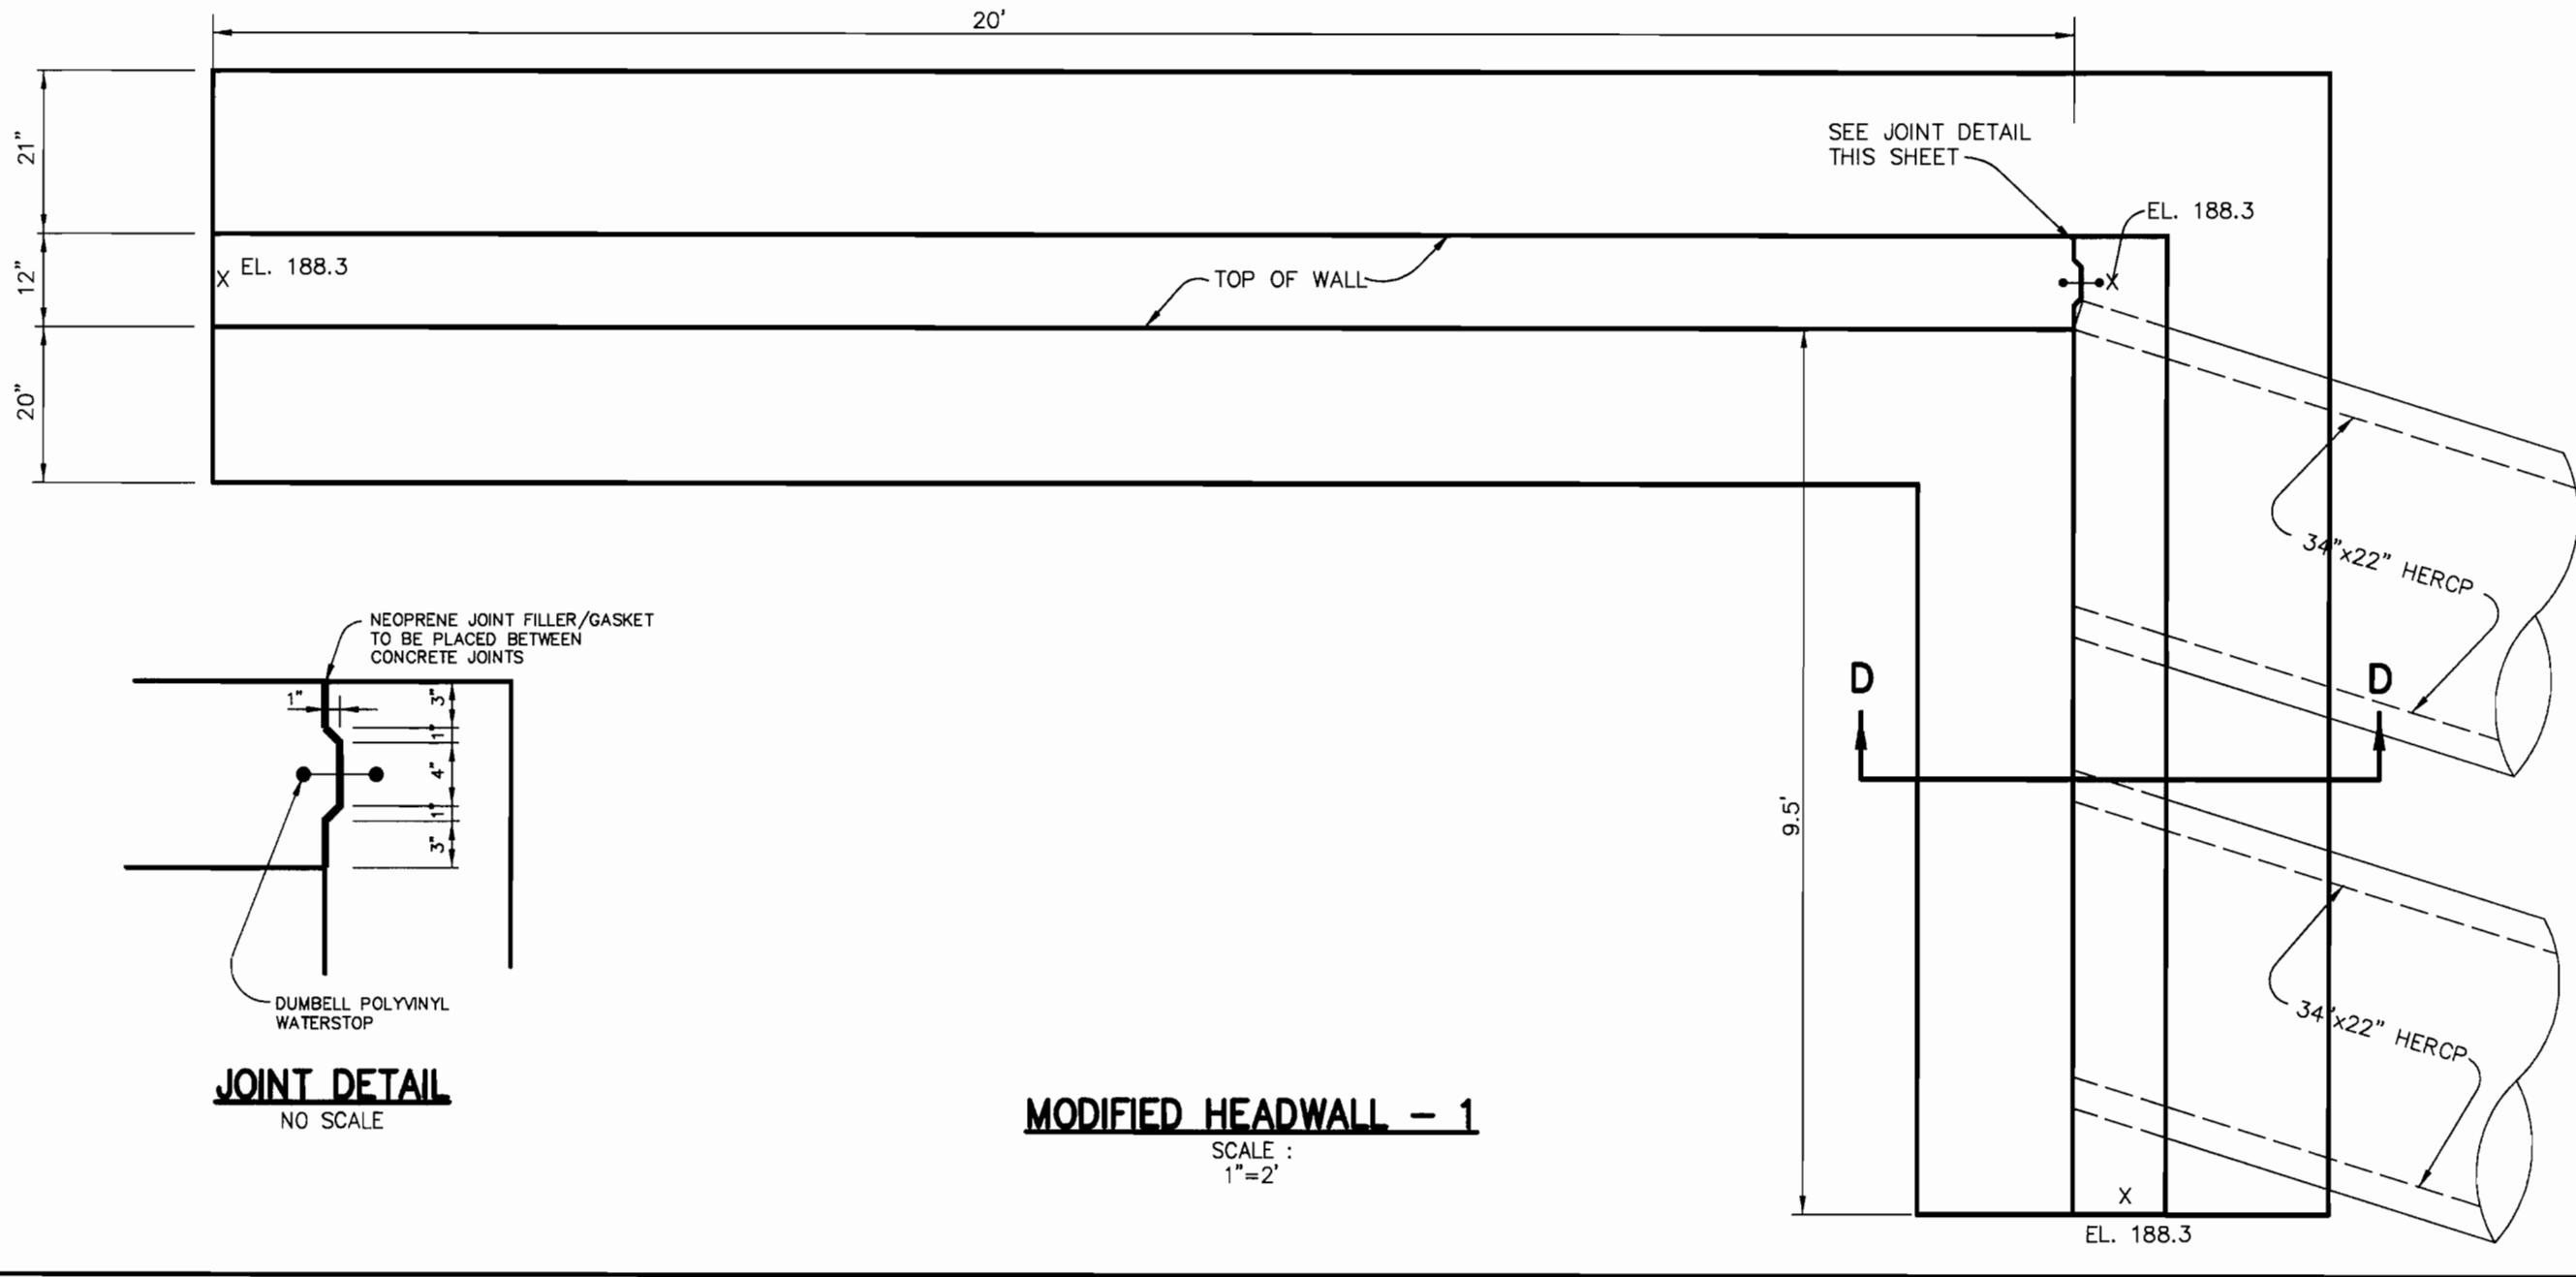 20'
21"
SEE JOINT DETAIL
THIS SHEET
EL. 188.3
12"
X EL. 188.3
TOP OF WALL
X
20"
34"x22" HERCP
NEOPRENE JOINT FILLER/GASKET
TO BE PLACED BETWEEN
CONCRETE JOINTS
1"
3"
1"
4"
1"
3"
D
D
9.5'
DUMBELL POLYVINYL
WATERSTOP
34"x22" HERCP
JOINT DETAIL
NO SCALE
MODIFIED HEADWALL - 1
SCALE :
1"=2'
X
EL. 188.3